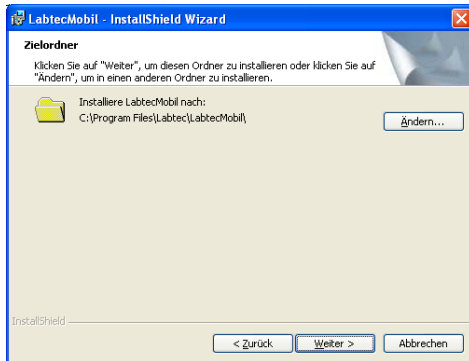 LabtecMobil - InstallShield Wizard
Zielordner
Klicken Sie auf "Weiter", um diesen Ordner zu installieren oder klicken Sie auf
"Ändern", um in einen anderen Ordner zu installieren.
Installiere LabtecMobil nach:
C:\Program Files\Labtec\LabtecMobil\
Ändern...
InstallShield
< Zurück
Weiter >
Abbrechen